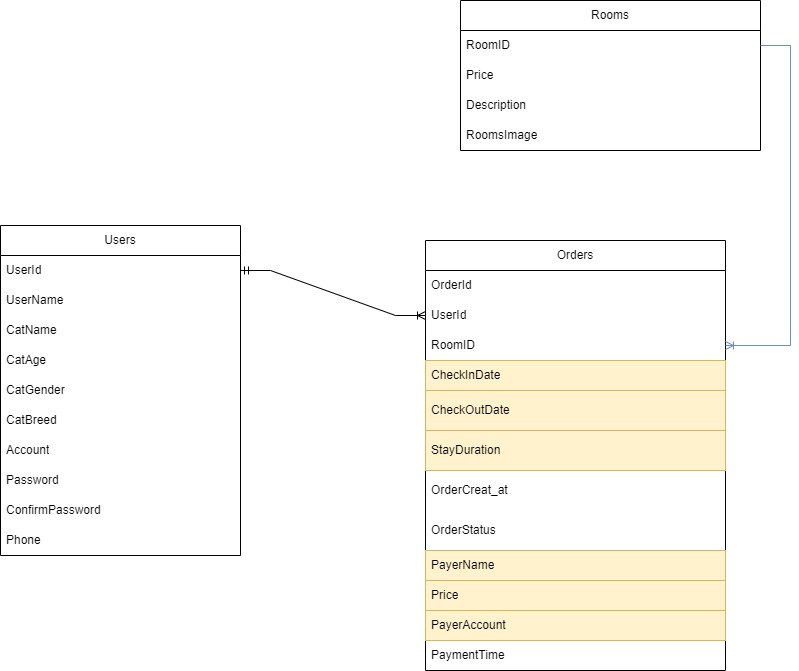 Rooms
RoomID
Price
Description
RoomsImage
Users
UserId
UserName
CatName
CatAge
CatGender
CatBreed
Account
Password
ConfirmPassword
Phone
Orders
OrderId
UserId
RoomID
CheckInDate
CheckOutDate
StayDuration
OrderCreat_at
OrderStatus
PayerName
Price
PayerAccount
PaymentTime